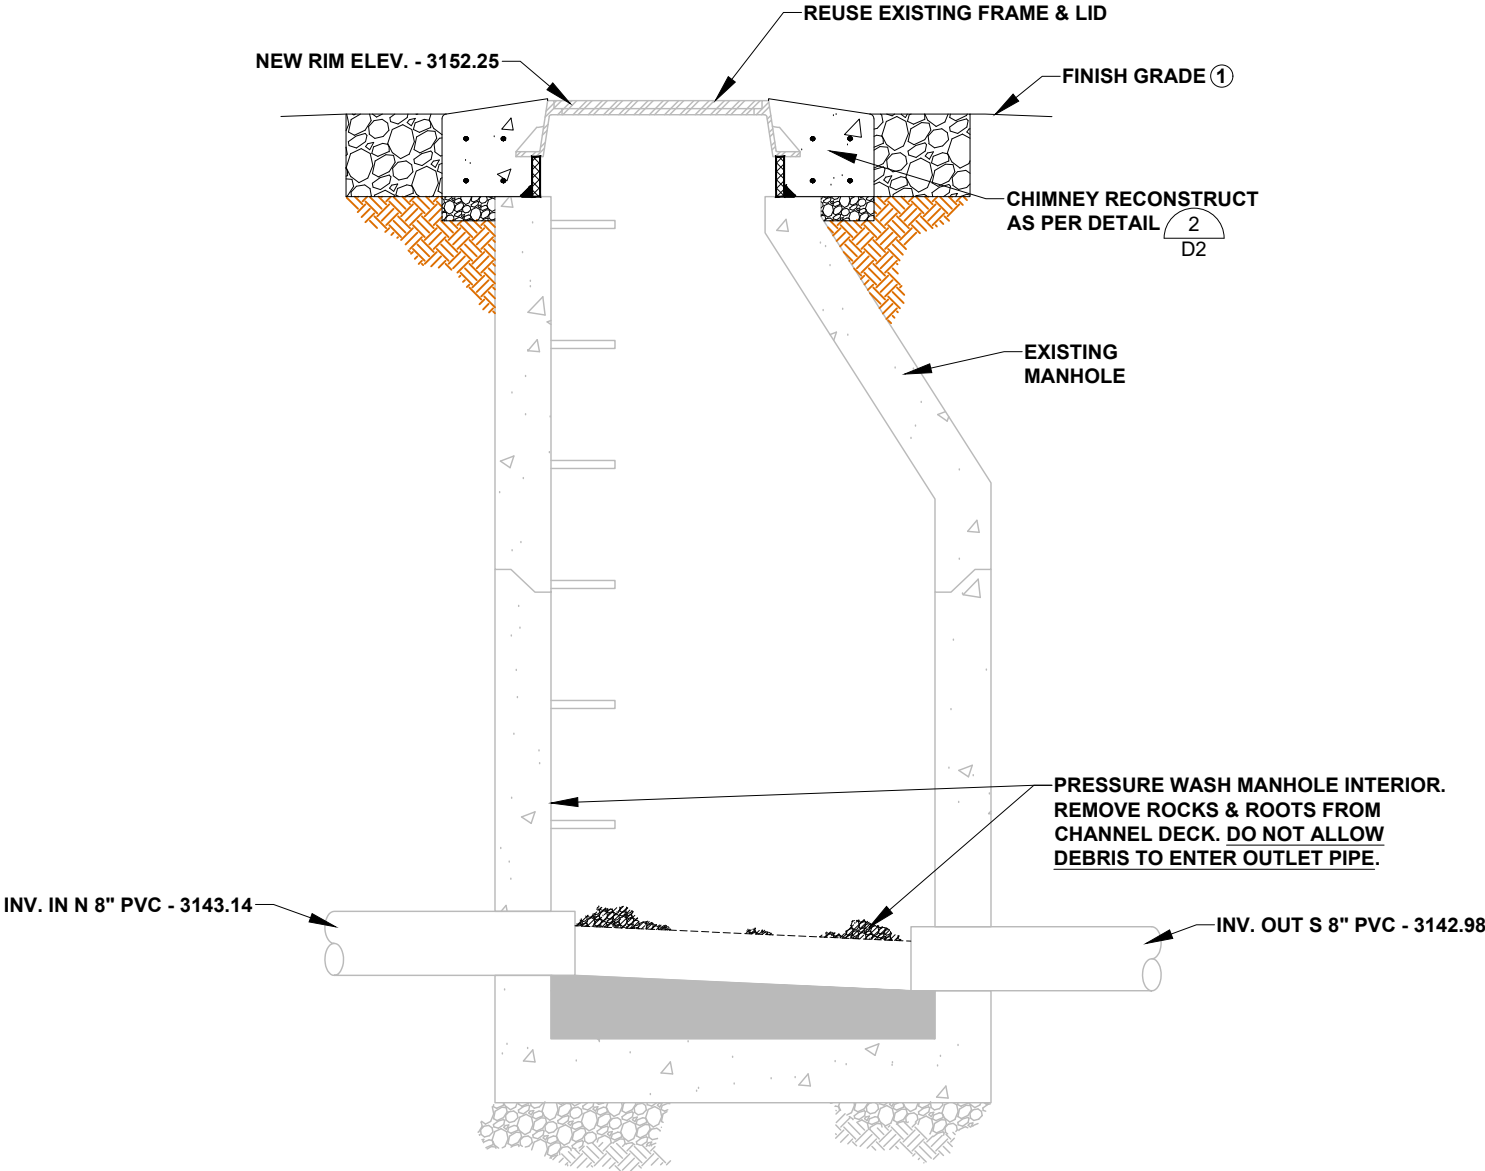 REUSE EXISTING FRAME & LID
NEW RIM ELEV. - 3152.25
FINISH GRADE 1
CHIMNEY RECONSTRUCT
AS PER DETAIL 2
D2
EXISTING
MANHOLE
PRESSURE WASH MANHOLE INTERIOR.
REMOVE ROCKS & ROOTS FROM
CHANNEL DECK. DO NOT ALLOW
DEBRIS TO ENTER OUTLET PIPE.
INV. IN N 8" PVC - 3143.14
INV. OUT S 8" PVC - 3142.98